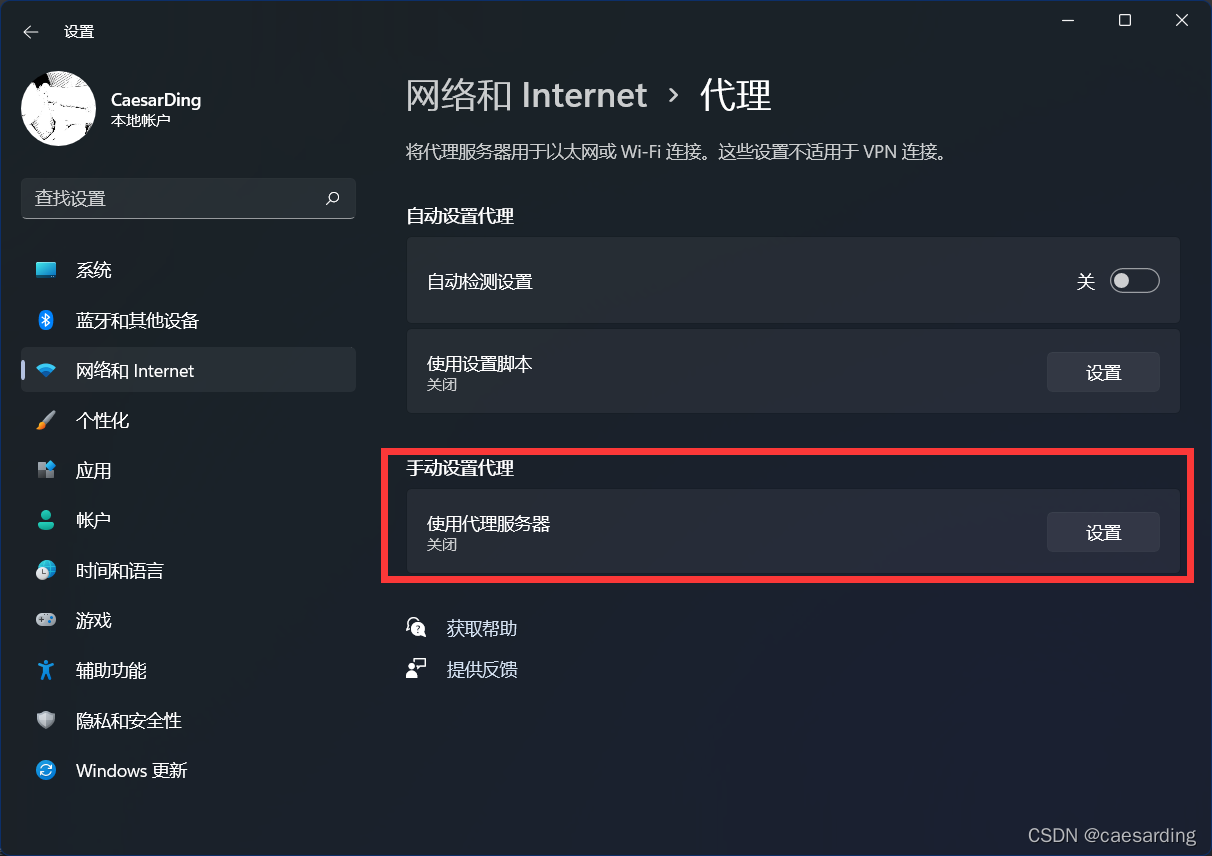 设置
CaesarDing
本地帐户
查找设置
系统
蓝牙和其他设备
网络和 Internet
个性化
应用
帐户
时间和语言
游戏
辅助功能
隐私和安全性
Windows 更新
网络和 Internet › 代理
将代理服务器用于以太网或 Wi-Fi 连接。这些设置不适用于 VPN 连接。
自动设置代理
自动检测设置 关
使用设置脚本
关闭
设置
手动设置代理
使用代理服务器
关闭
设置
获取帮助
提供反馈
CSDN @caesarding